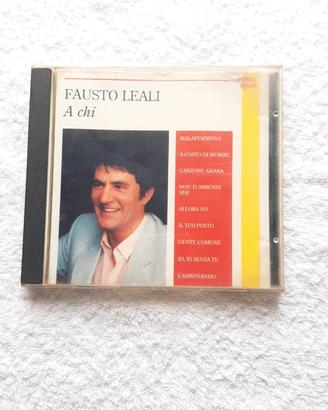 FAUSTO LEALI
A chi
MALAFEMMENA
A COSTO DI MORIRE
CANZONE AMARA
NON TI ARRENDI
MAI
ALLORA NO
IL TUO POSTO
GENTE COMUNE
IO, IO SENZA TE
CAMMINANDO